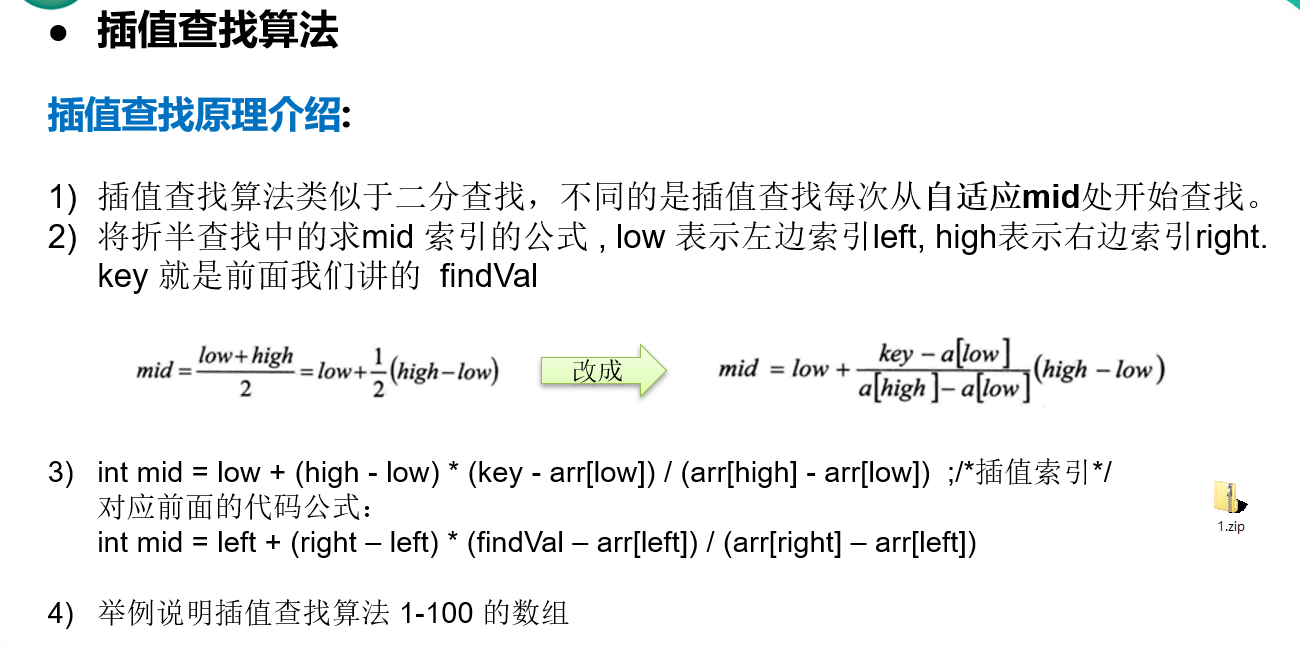 ● 插值查找算法
插值查找原理介绍:
1) 插值查找算法类似于二分查找，不同的是插值查找每次从自适应mid处开始查找。
2) 将折半查找中的求mid 索引的公式 , low 表示左边索引left, high表示右边索引right.
key 就是前面我们讲的 findVal
mid = (low+high)/2 = low + 1/2(high−low) 改成 mid = low + (key − a[low])/(a[high] − a[low]) (high − low)
3) int mid = low + (high - low) * (key - arr[low]) / (arr[high] - arr[low]) ;/*插值索引*/
对应前面的代码公式：
int mid = left + (right – left) * (findVal – arr[left]) / (arr[right] – arr[left])
1.zip
4) 举例说明插值查找算法 1-100 的数组